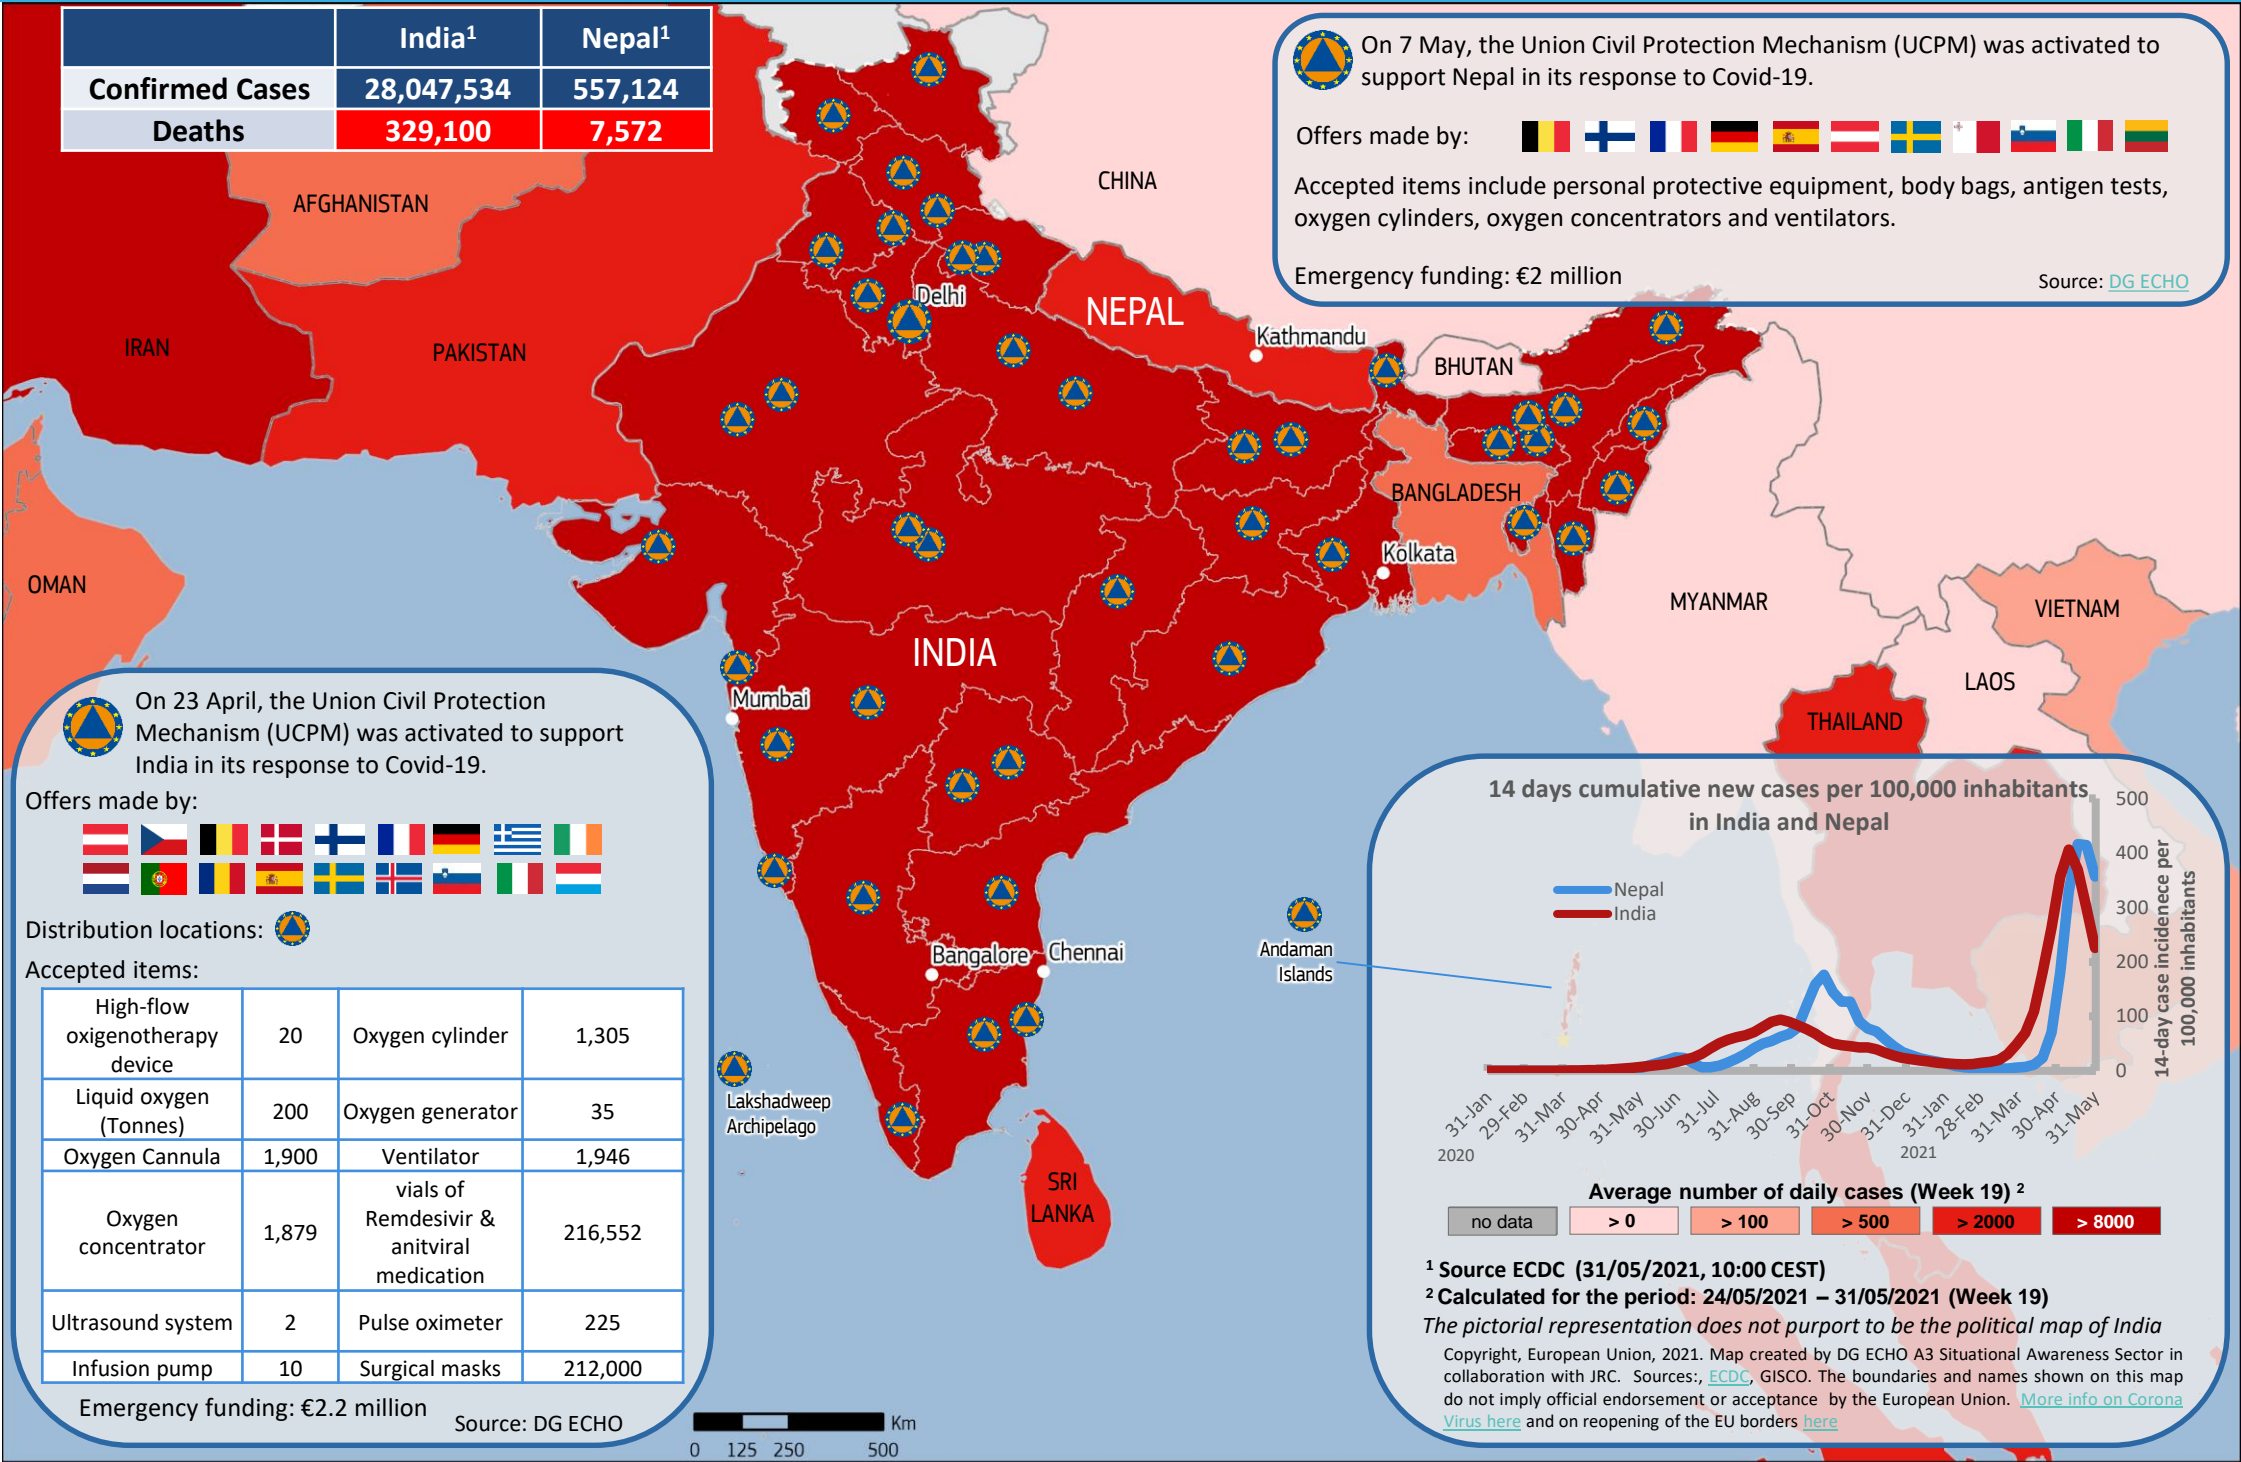 India¹ Nepal¹
Confirmed Cases 28,047,534 557,124
Deaths 329,100 7,572
On 7 May, the Union Civil Protection Mechanism (UCPM) was activated to
support Nepal in its response to Covid-19.
Offers made by:
Accepted items include personal protective equipment, body bags, antigen tests,
oxygen cylinders, oxygen concentrators and ventilators.
Emergency funding: €2 million
Source: DG ECHO
AFGHANISTAN
CHINA
IRAN
PAKISTAN
Delhi
NEPAL
Kathmandu
BHUTAN
BANGLADESH
Kolkata
OMAN
INDIA
MYANMAR
VIETNAM
LAOS
THAILAND
Mumbai
Bangalore
Chennai
Andaman
Islands
Lakshadweep
Archipelago
SRI
LANKA
On 23 April, the Union Civil Protection
Mechanism (UCPM) was activated to support
India in its response to Covid-19.
Offers made by:
Distribution locations:
Accepted items:
High-flow
oxigenotherapy
device
20
Oxygen cylinder
1,305
Liquid oxygen
(Tonnes)
200
Oxygen generator
35
Oxygen Cannula
1,900
Ventilator
1,946
Oxygen
concentrator
1,879
vials of
Remdesivir &
anitviral
medication
216,552
Ultrasound system
2
Pulse oximeter
225
Infusion pump
10
Surgical masks
212,000
Emergency funding: €2.2 million
Source: DG ECHO
Km
0 125 250 500
14 days cumulative new cases per 100,000 inhabitants
in India and Nepal
Nepal
India
500
400
300
200
100
0
14-day case incidenece per
100,000 inhabitants
31-Jan
29-Feb
31-Mar
30-Apr
31-May
30-Jun
31-Jul
31-Aug
30-Sep
31-Oct
30-Nov
31-Dec
31-Jan
28-Feb
31-Mar
30-Apr
31-May
2020
2021
Average number of daily cases (Week 19) ²
no data > 0 > 100 > 500 > 2000 > 8000
¹ Source ECDC (31/05/2021, 10:00 CEST)
² Calculated for the period: 24/05/2021 – 31/05/2021 (Week 19)
The pictorial representation does not purport to be the political map of India
Copyright, European Union, 2021. Map created by DG ECHO A3 Situational Awareness Sector in
collaboration with JRC. Sources:, ECDC, GISCO. The boundaries and names shown on this map
do not imply official endorsement or acceptance by the European Union. More info on Corona
Virus here and on reopening of the EU borders here